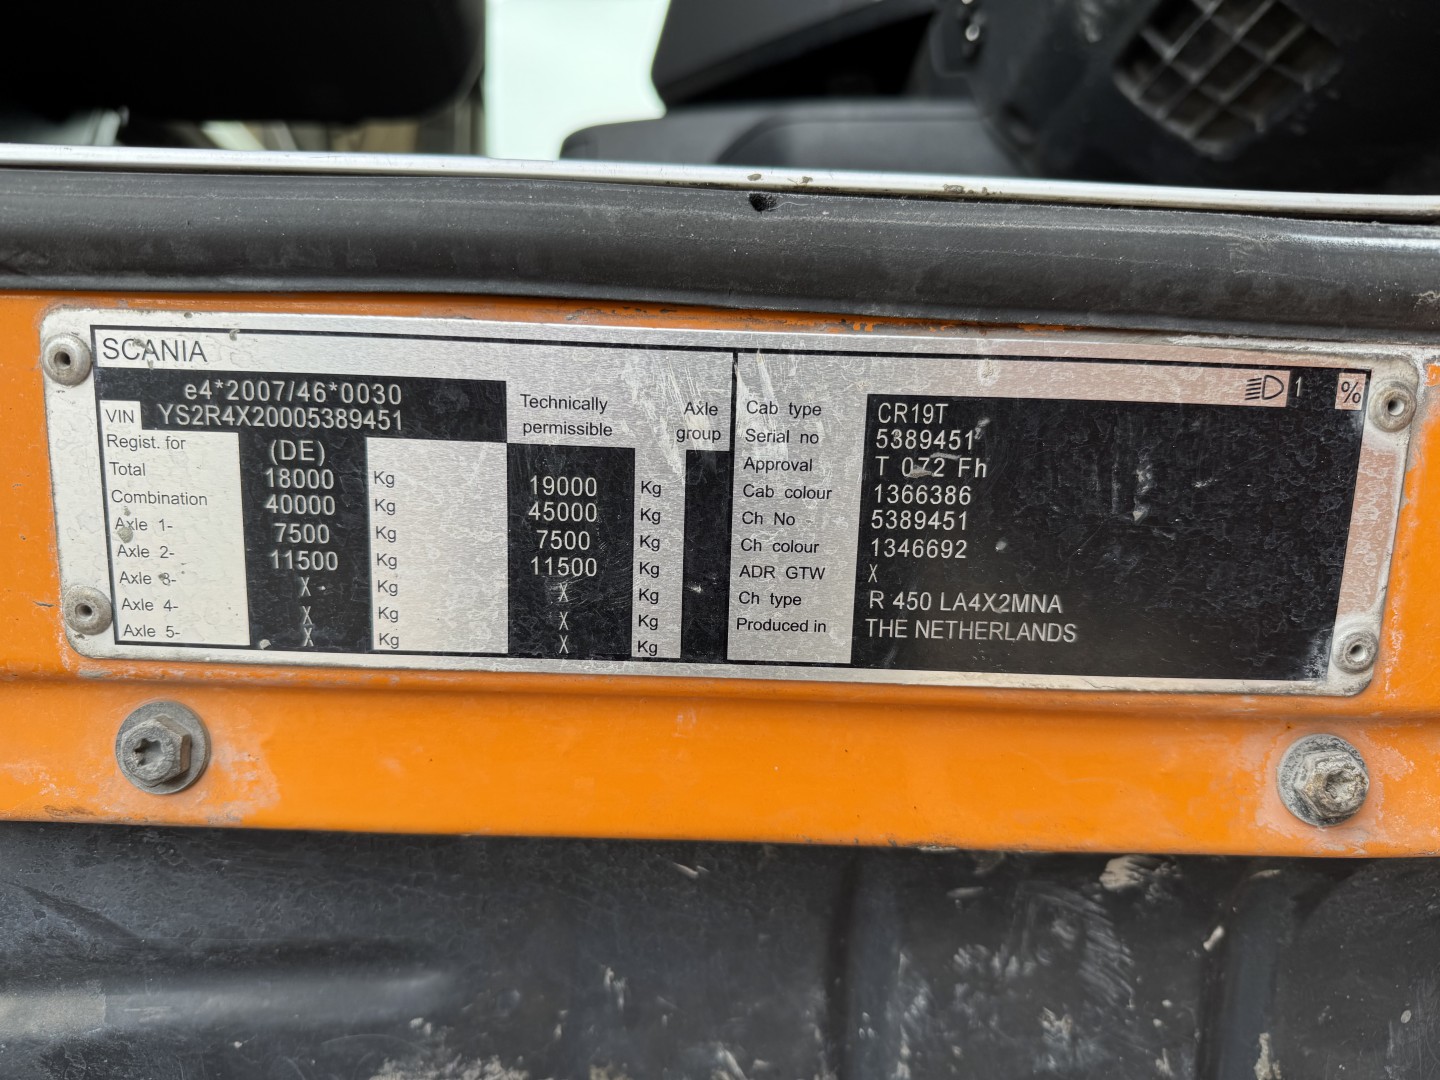 SCANIA
e4*2007/46*0030
VIN YS2R4X20005389451
Technically permissible Axle group
Regist. for (DE)
Total 18000 Kg 19000 Kg
Combination 40000 Kg 45000 Kg
Axle 1- 7500 Kg 7500 Kg
Axle 2- 11500 Kg 11500 Kg
Axle 3- X Kg X Kg
Axle 4- X Kg X Kg
Axle 5- X Kg X Kg
1 %
Cab type CR19T
Serial no 5389451
Approval T 072 Fh
Cab colour 1366386
Ch No 5389451
Ch colour 1346692
ADR GTW X
Ch type R 450 LA4X2MNA
Produced in THE NETHERLANDS